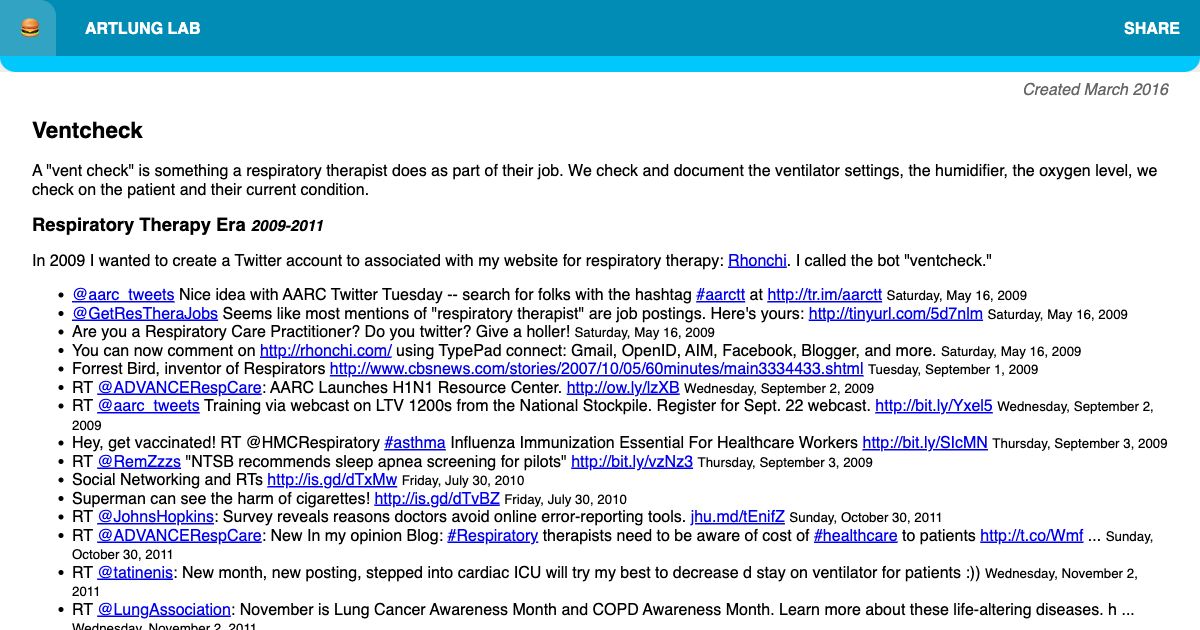 ARTLUNG LAB
SHARE
Created March 2016
Ventcheck
A "vent check" is something a respiratory therapist does as part of their job. We check and document the ventilator settings, the humidifier, the oxygen level, we
check on the patient and their current condition.
Respiratory Therapy Era 2009-2011
In 2009 I wanted to create a Twitter account to associated with my website for respiratory therapy: Rhonchi. I called the bot "ventcheck."
• @aarc_tweets Nice idea with AARC Twitter Tuesday -- search for folks with the hashtag #aarctt at http://tr.im/aarctt Saturday, May 16, 2009
• @GetResTheraJobs Seems like most mentions of "respiratory therapist" are job postings. Here's yours: http://tinyurl.com/5d7nlm Saturday, May 16, 2009
• Are you a Respiratory Care Practitioner? Do you twitter? Give a holler! Saturday, May 16, 2009
• You can now comment on http://rhonchi.com/ using TypePad connect: Gmail, OpenID, AIM, Facebook, Blogger, and more. Saturday, May 16, 2009
• Forrest Bird, inventor of Respirators http://www.cbsnews.com/stories/2007/10/05/60minutes/main3334433.shtml Tuesday, September 1, 2009
• RT @ADVANCERespCare: AARC Launches H1N1 Resource Center. http://ow.ly/lzXB Wednesday, September 2, 2009
• RT @aarc_tweets Training via webcast on LTV 1200s from the National Stockpile. Register for Sept. 22 webcast. http://bit.ly/Yxel5 Wednesday, September 2,
2009
• Hey, get vaccinated! RT @HMCRespiratory #asthma Influenza Immunization Essential For Healthcare Workers http://bit.ly/SIcMN Thursday, September 3, 2009
• RT @RemZzzs "NTSB recommends sleep apnea screening for pilots" http://bit.ly/vzNz3 Thursday, September 3, 2009
• Social Networking and RTs http://is.gd/dTxMw Friday, July 30, 2010
• Superman can see the harm of cigarettes! http://is.gd/dTvBZ Friday, July 30, 2010
• RT @JohnsHopkins: Survey reveals reasons doctors avoid online error-reporting tools. jhu.md/tEnifZ Sunday, October 30, 2011
• RT @ADVANCERespCare: New In my opinion Blog: #Respiratory therapists need to be aware of cost of #healthcare to patients http://t.co/Wmf ... Sunday,
October 30, 2011
• RT @tatinenis: New month, new posting, stepped into cardiac ICU will try my best to decrease d stay on ventilator for patients :)) Wednesday, November 2,
2011
• RT @LungAssociation: November is Lung Cancer Awareness Month and COPD Awareness Month. Learn more about these life-altering diseases. h ...
Wednesday, November 2, 2011